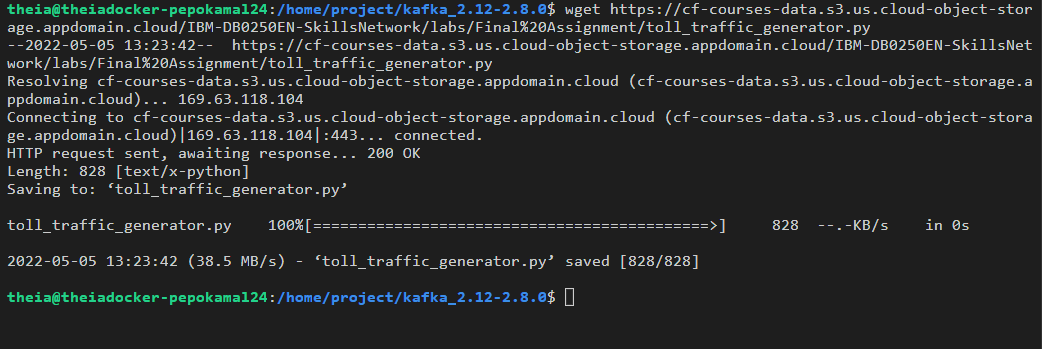 theia@theiadocker-pepokamal24:/home/project/kafka_2.12-2.8.0$ wget https://cf-courses-data.s3.us.cloud-object-stor
age.appdomain.cloud/IBM-DB0250EN-SkillsNetwork/labs/Final%20Assignment/toll_traffic_generator.py
--2022-05-05 13:23:42--  https://cf-courses-data.s3.us.cloud-object-storage.appdomain.cloud/IBM-DB0250EN-SkillsNet
work/labs/Final%20Assignment/toll_traffic_generator.py
Resolving cf-courses-data.s3.us.cloud-object-storage.appdomain.cloud (cf-courses-data.s3.us.cloud-object-storage.a
ppdomain.cloud)... 169.63.118.104
Connecting to cf-courses-data.s3.us.cloud-object-storage.appdomain.cloud (cf-courses-data.s3.us.cloud-object-stora
ge.appdomain.cloud)|169.63.118.104|:443... connected.
HTTP request sent, awaiting response... 200 OK
Length: 828 [text/x-python]
Saving to: ‘toll_traffic_generator.py’
toll_traffic_generator.py    100%[============================================>]     828  --.-KB/s    in 0s
2022-05-05 13:23:42 (38.5 MB/s) - ‘toll_traffic_generator.py’ saved [828/828]
theia@theiadocker-pepokamal24:/home/project/kafka_2.12-2.8.0$